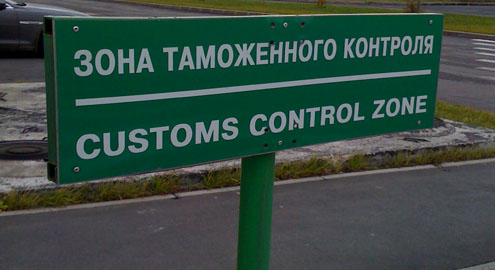 ЗОНА ТАМОЖЕННОГО КОНТРОЛЯ
CUSTOMS CONTROL ZONE